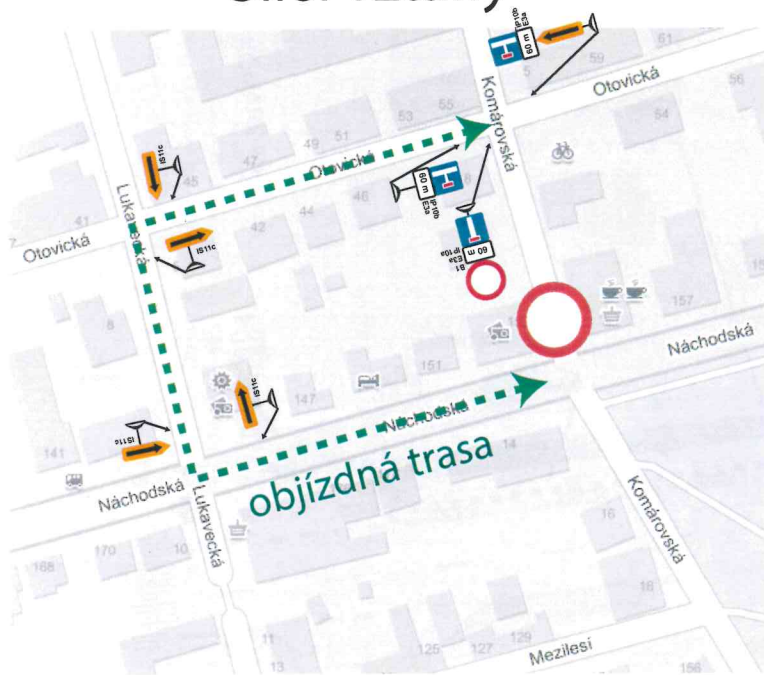 IP10b
E3a
60 m
5
59
61
Otovická
56
Komárovská
53
55
54
49
51
47
Otovická
45
IS11c
Lukavecká
41
Otovická
42
44
46
IS11c
60 m
IP10b
E3a
60 m
B1
E3a
IP10a
8
157
Náchodská
151
147
IS11c
Náchodská
14
141
IS11c
objízdná trasa
Náchodská
Lukavecká
Komárovská
168
170
10
16
16
11
13
125
127
129
Mezilesí
156